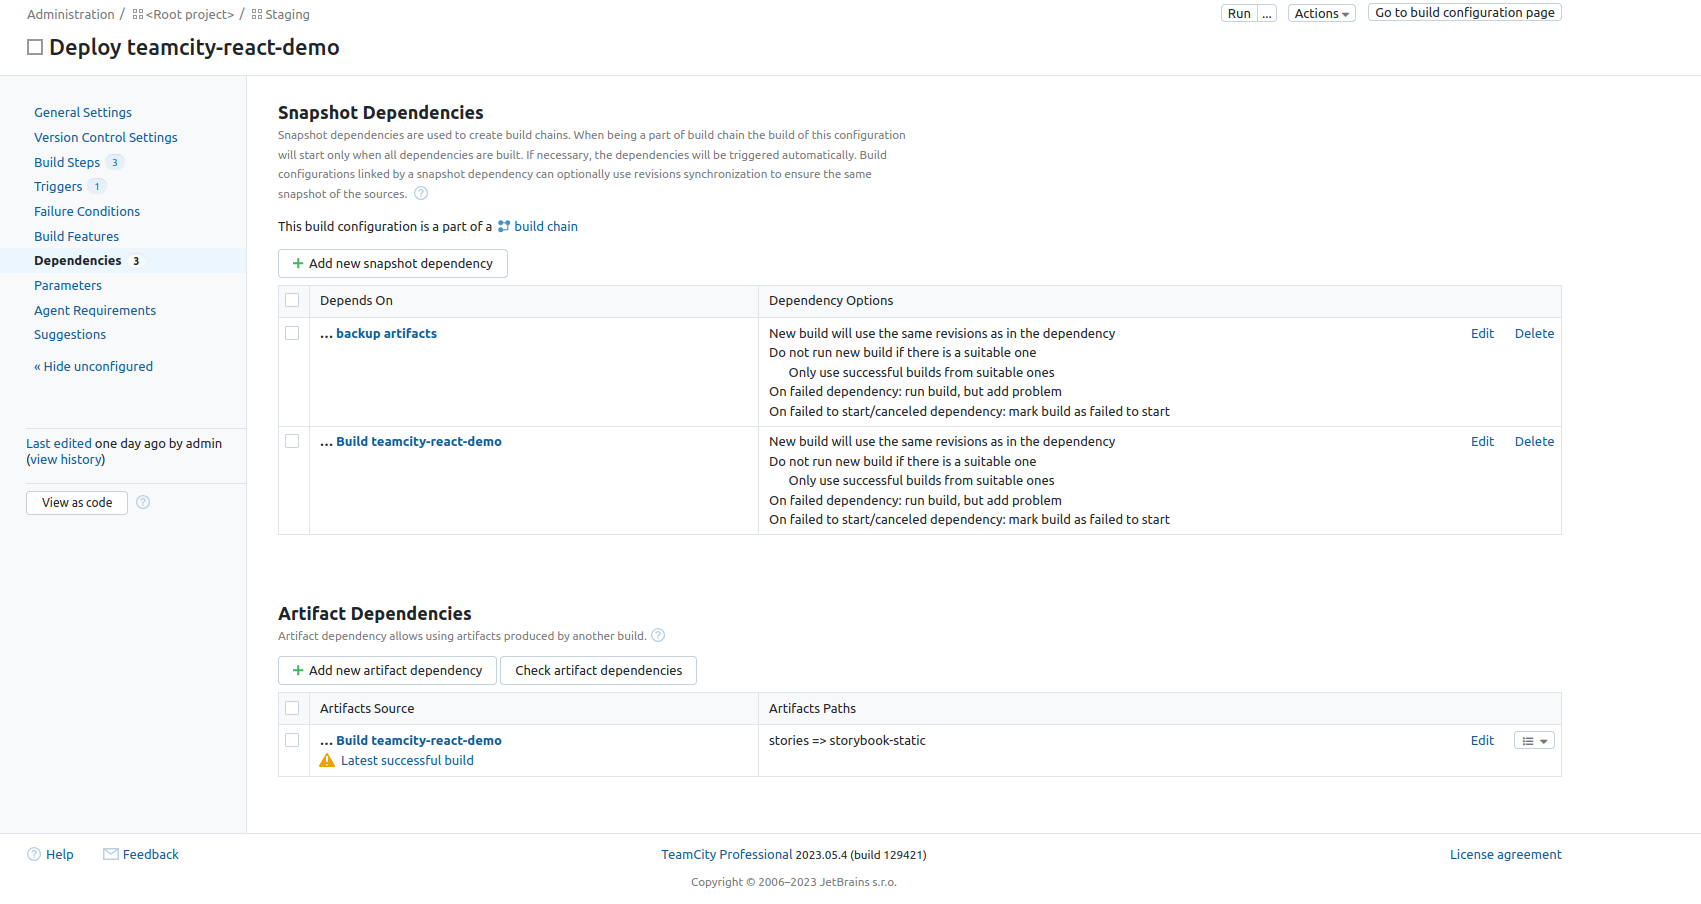 Administration / <Root project> / Staging
Run ... Actions Go to build configuration page
Deploy teamcity-react-demo
General Settings
Version Control Settings
Build Steps 3
Triggers 1
Failure Conditions
Build Features
Dependencies 3
Parameters
Agent Requirements
Suggestions
« Hide unconfigured
Last edited one day ago by admin
(view history)
View as code ?
Snapshot Dependencies
Snapshot dependencies are used to create build chains. When being a part of build chain the build of this configuration
will start only when all dependencies are built. If necessary, the dependencies will be triggered automatically. Build
configurations linked by a snapshot dependency can optionally use revisions synchronization to ensure the same
snapshot of the sources. ?
This build configuration is a part of a build chain
+ Add new snapshot dependency
Depends On Dependency Options
... backup artifacts New build will use the same revisions as in the dependency Edit Delete
Do not run new build if there is a suitable one
Only use successful builds from suitable ones
On failed dependency: run build, but add problem
On failed to start/canceled dependency: mark build as failed to start
... Build teamcity-react-demo New build will use the same revisions as in the dependency Edit Delete
Do not run new build if there is a suitable one
Only use successful builds from suitable ones
On failed dependency: run build, but add problem
On failed to start/canceled dependency: mark build as failed to start
Artifact Dependencies
Artifact dependency allows using artifacts produced by another build. ?
+ Add new artifact dependency Check artifact dependencies
Artifacts Source Artifacts Paths
... Build teamcity-react-demo stories => storybook-static Edit
Latest successful build
? Help Feedback TeamCity Professional 2023.05.4 (build 129421) License agreement
Copyright © 2006–2023 JetBrains s.r.o.